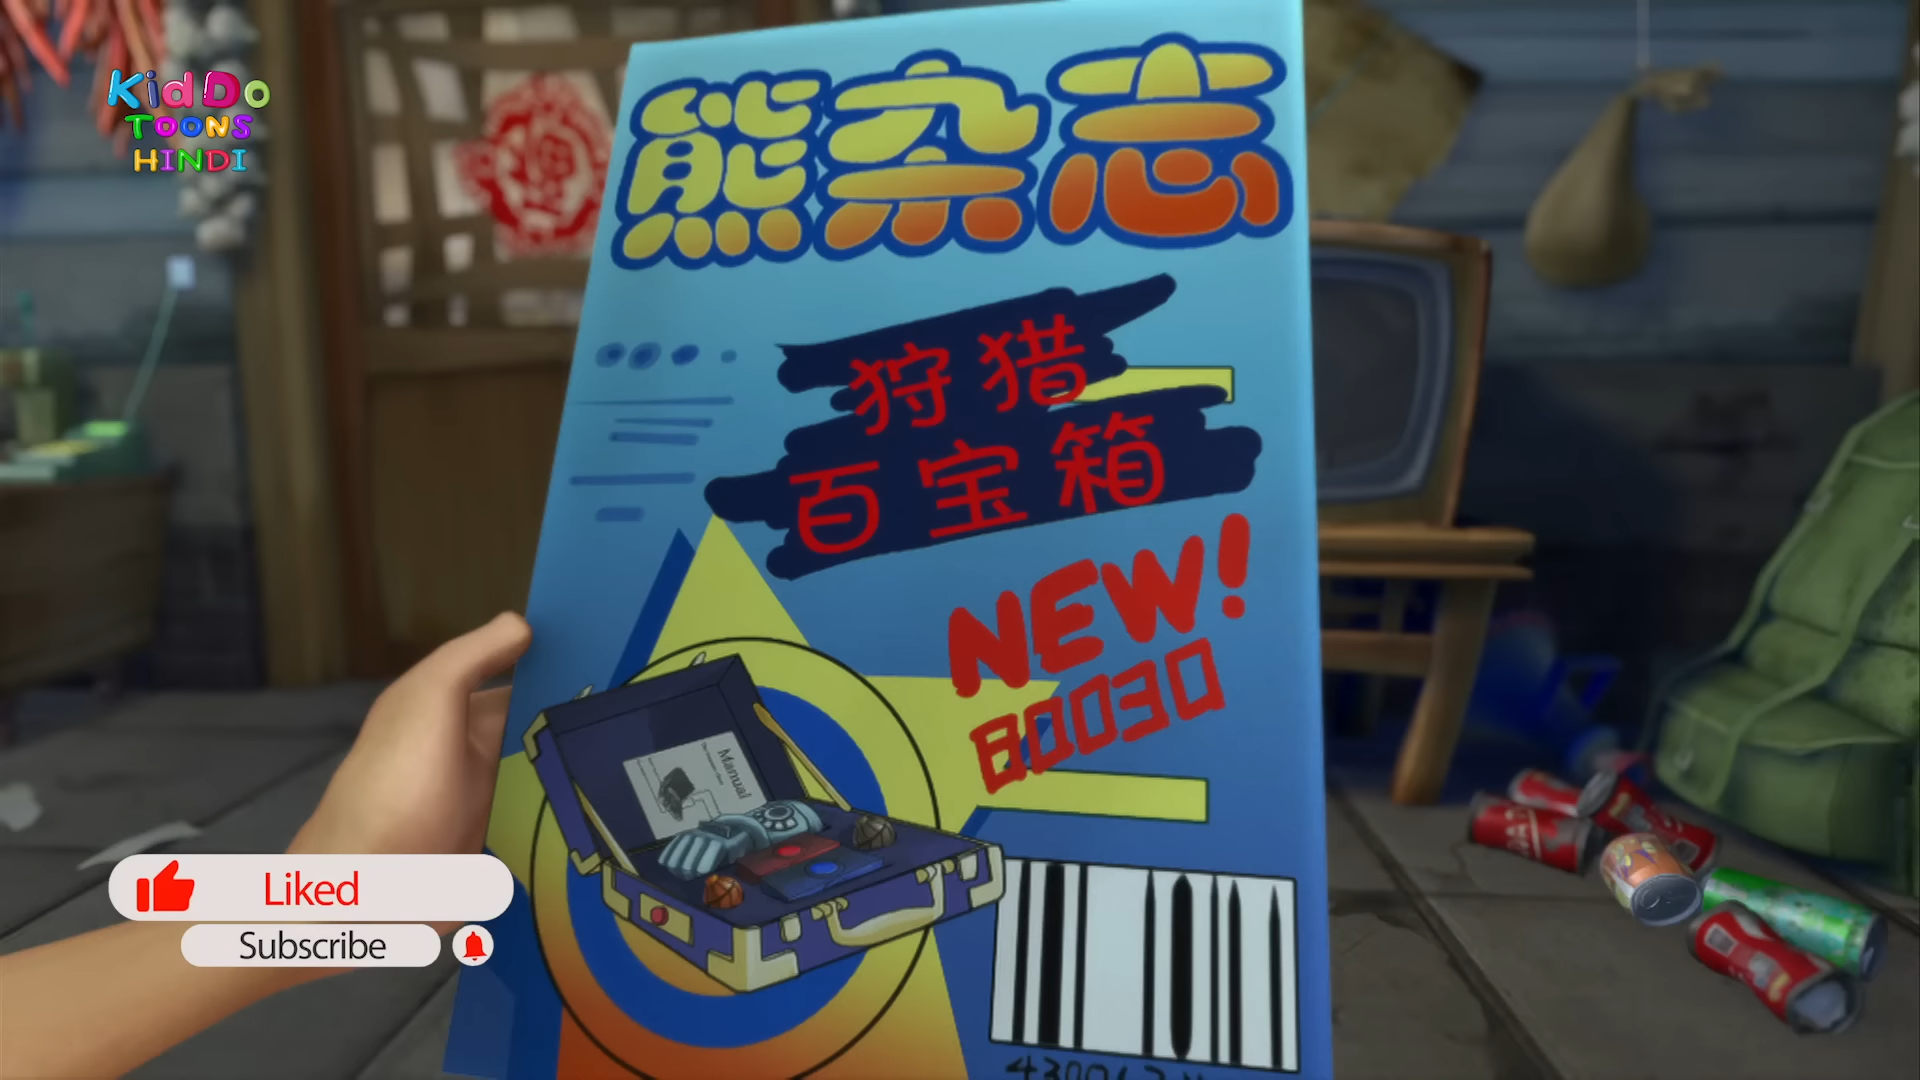 KidDo
TOONS
HINDI
熊杂志
狩猎
百宝箱
NEW!
80030
Manual
Liked
Subscribe